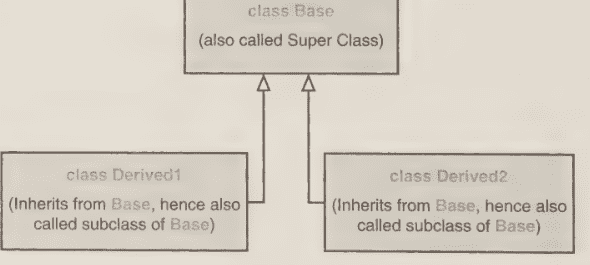 class Base
(also called Super Class)
class Derived1
(Inherits from Base, hence also
called subclass of Base)
class Derived2
(Inherits from Base, hence also
called subclass of Base)